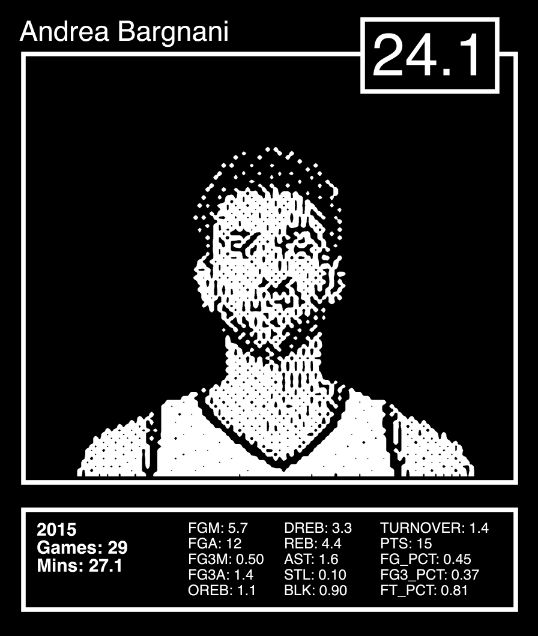 Andrea Bargnani
24.1
2015
Games: 29
Mins: 27.1
FGM: 5.7
FGA: 12
FG3M: 0.50
FG3A: 1.4
OREB: 1.1
DREB: 3.3
REB: 4.4
AST: 1.6
STL: 0.10
BLK: 0.90
TURNOVER: 1.4
PTS: 15
FG_PCT: 0.45
FG3_PCT: 0.37
FT_PCT: 0.81